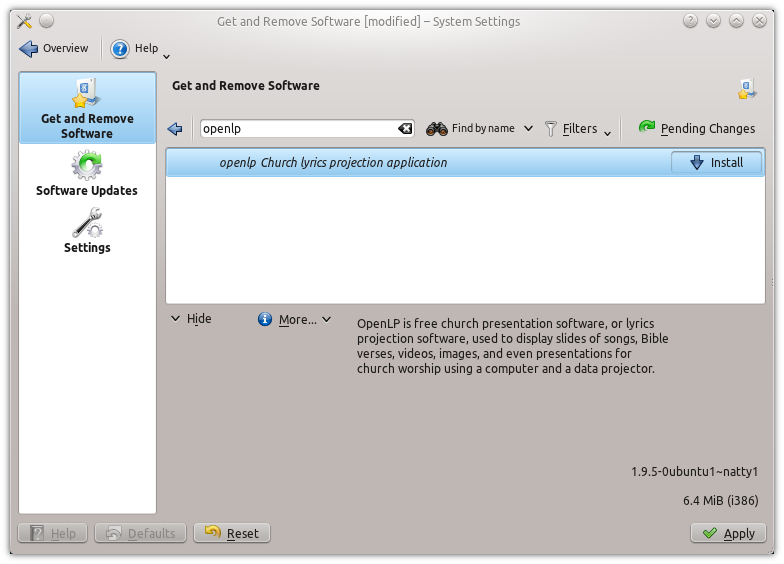 Get and Remove Software [modified] – System Settings
Overview
Help
Get and Remove
Software
Software Updates
Settings
Get and Remove Software
openlp
Find by name
Filters
Pending Changes
openlp Church lyrics projection application
Install
Hide
More...
OpenLP is free church presentation software, or lyrics
projection software, used to display slides of songs, Bible
verses, videos, images, and even presentations for
church worship using a computer and a data projector.
1.9.5-0ubuntu1~natty1
6.4 MiB (i386)
Help
Defaults
Reset
Apply